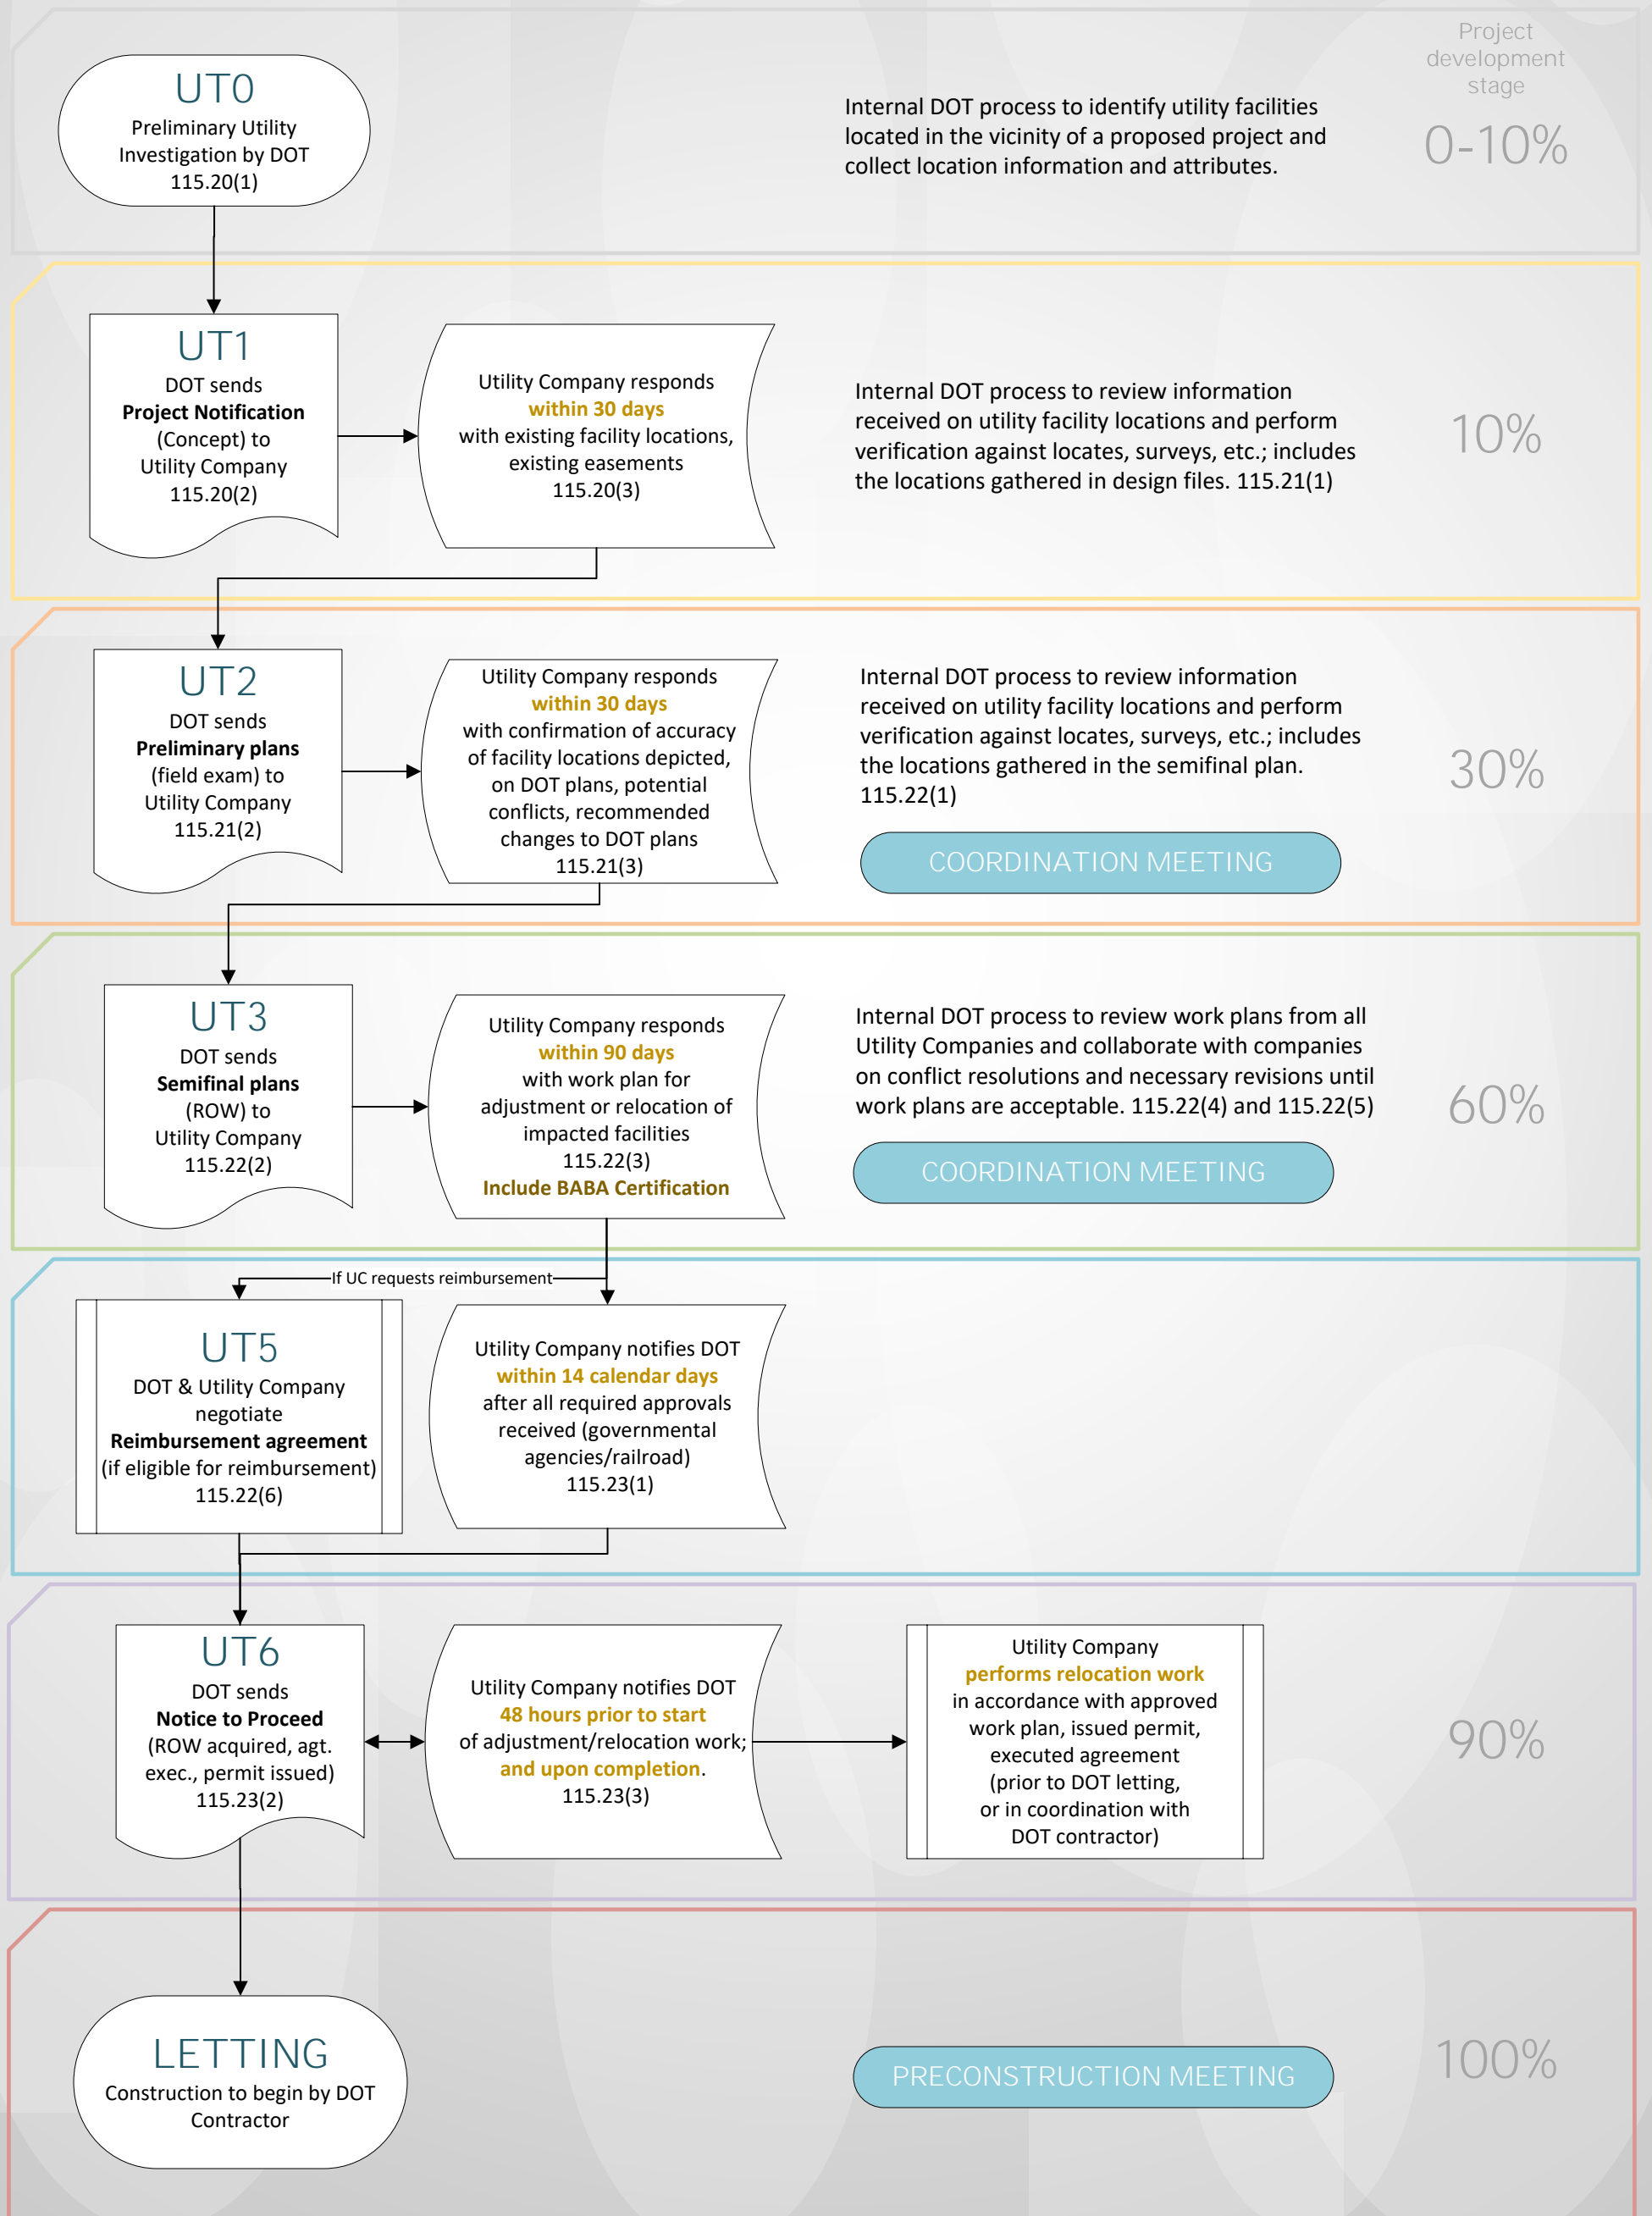 Project
development
stage
0-10%
UT0
Preliminary Utility
Investigation by DOT
115.20(1)
Internal DOT process to identify utility facilities
located in the vicinity of a proposed project and
collect location information and attributes.
UT1
DOT sends
Project Notification
(Concept) to
Utility Company
115.20(2)
Utility Company responds
within 30 days
with existing facility locations,
existing easements
115.20(3)
Internal DOT process to review information
received on utility facility locations and perform
verification against locates, surveys, etc.; includes
the locations gathered in design files. 115.21(1)
10%
UT2
DOT sends
Preliminary plans
(field exam) to
Utility Company
115.21(2)
Utility Company responds
within 30 days
with confirmation of accuracy
of facility locations depicted,
on DOT plans, potential
conflicts, recommended
changes to DOT plans
115.21(3)
Internal DOT process to review information
received on utility facility locations and perform
verification against locates, surveys, etc.; includes
the locations gathered in the semifinal plan.
115.22(1)
COORDINATION MEETING
30%
UT3
DOT sends
Semifinal plans
(ROW) to
Utility Company
115.22(2)
Utility Company responds
within 90 days
with work plan for
adjustment or relocation of
impacted facilities
115.22(3)
Include BABA Certification
Internal DOT process to review work plans from all
Utility Companies and collaborate with companies
on conflict resolutions and necessary revisions until
work plans are acceptable. 115.22(4) and 115.22(5)
COORDINATION MEETING
60%
If UC requests reimbursement
UT5
DOT & Utility Company
negotiate
Reimbursement agreement
(if eligible for reimbursement)
115.22(6)
Utility Company notifies DOT
within 14 calendar days
after all required approvals
received (governmental
agencies/railroad)
115.23(1)
UT6
DOT sends
Notice to Proceed
(ROW acquired, agt.
exec., permit issued)
115.23(2)
Utility Company notifies DOT
48 hours prior to start
of adjustment/relocation work;
and upon completion.
115.23(3)
Utility Company
performs relocation work
in accordance with approved
work plan, issued permit,
executed agreement
(prior to DOT letting,
or in coordination with
DOT contractor)
90%
LETTING
Construction to begin by DOT
Contractor
PRECONSTRUCTION MEETING
100%